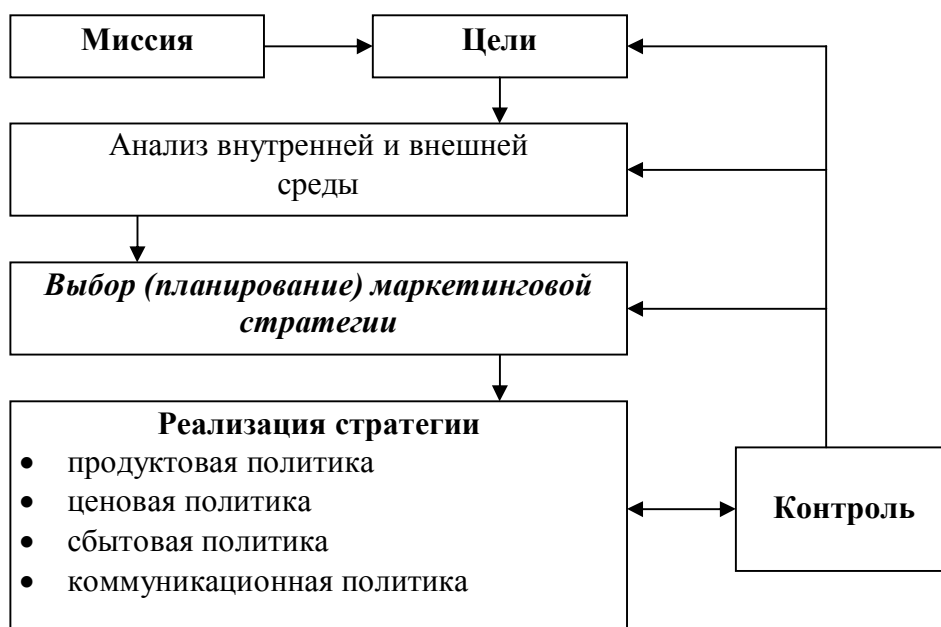 Миссия
Цели
Анализ внутренней и внешней
среды
Выбор (планирование) маркетинговой
стратегии
Реализация стратегии
• продуктовая политика
• ценовая политика
• сбытовая политика
• коммуникационная политика
Контроль